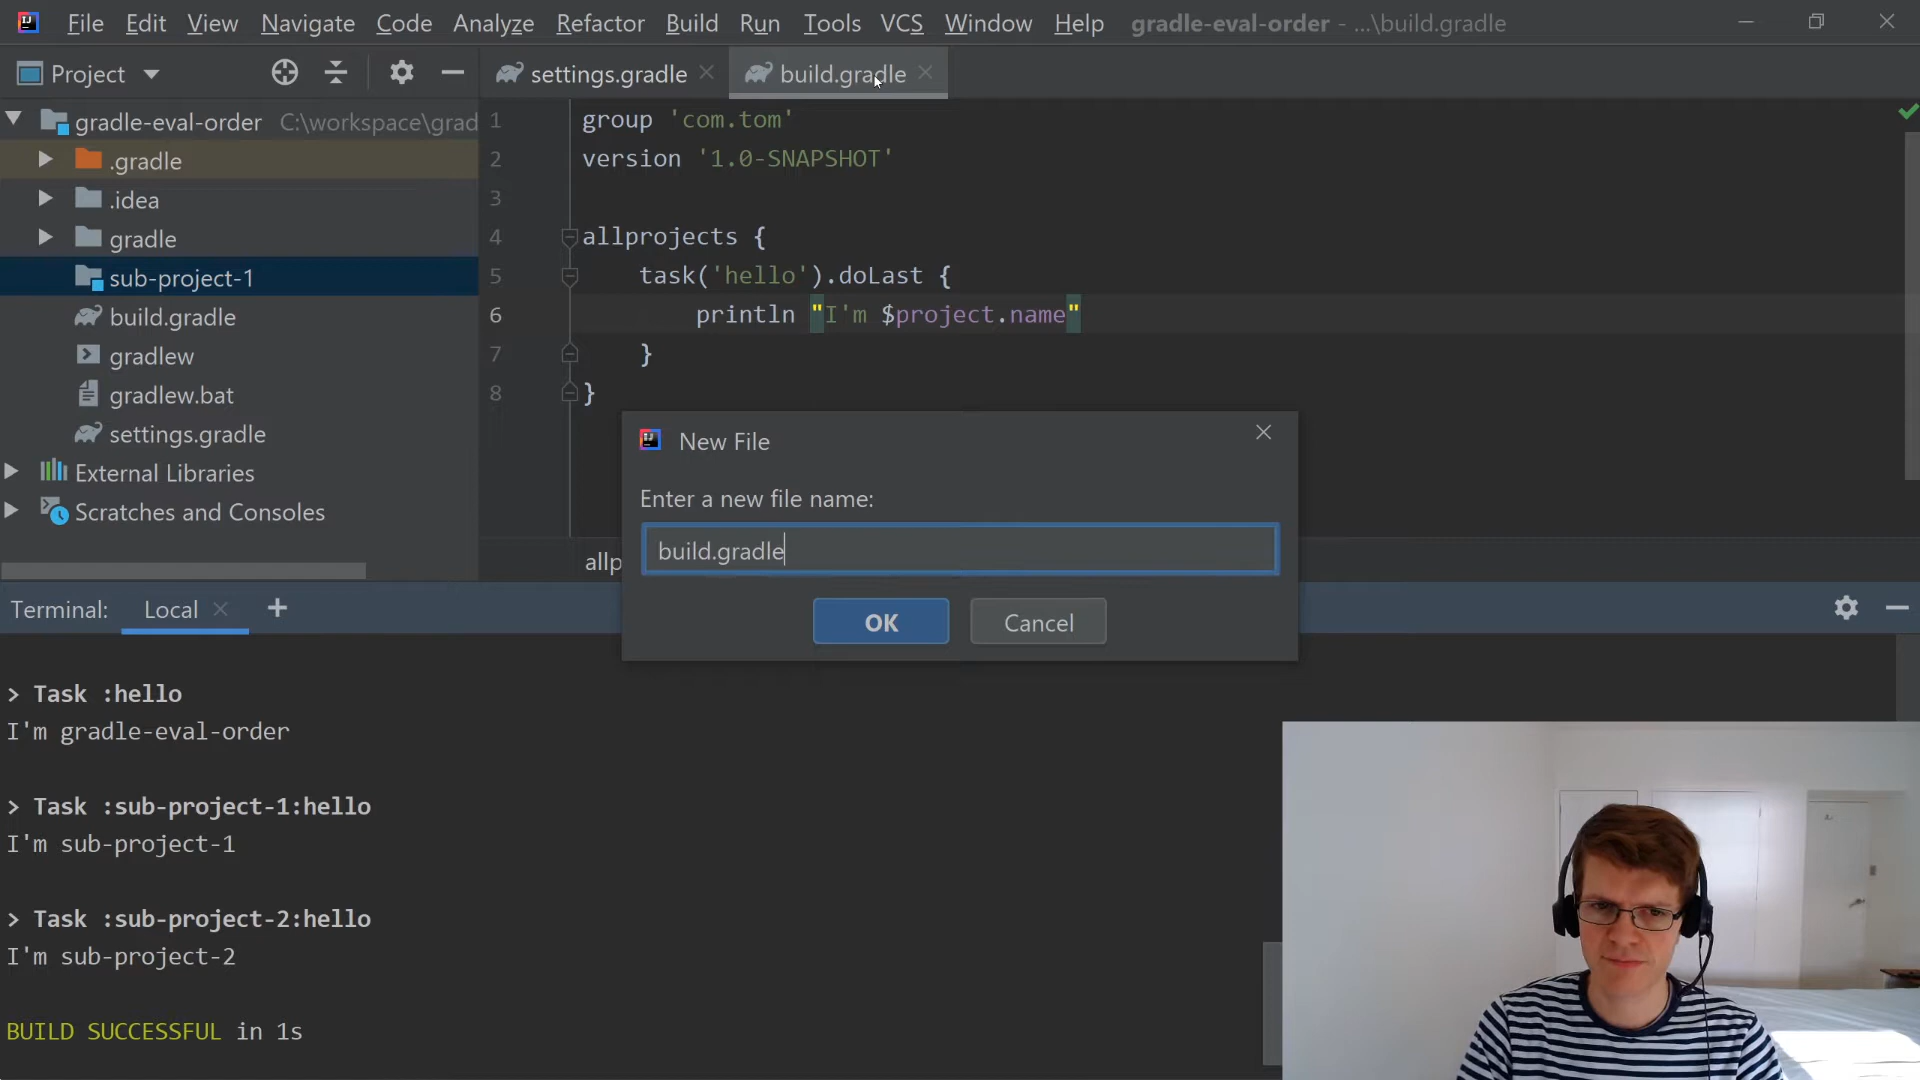 File Edit View Navigate Code Analyze Refactor Build Run Tools VCS Window Help gradle-eval-order - ...\build.gradle
Project
settings.gradle
build.gradle
gradle-eval-order C:\workspace\grad
.gradle
.idea
gradle
sub-project-1
build.gradle
gradlew
gradlew.bat
settings.gradle
External Libraries
Scratches and Consoles
1 group 'com.tom'
2 version '1.0-SNAPSHOT'
3
4 allprojects {
5 task('hello').doLast {
6 println "I'm $project.name"
7 }
8 }
allp
New File
Enter a new file name:
build.gradle
OK
Cancel
Terminal: Local
> Task :hello
I'm gradle-eval-order
> Task :sub-project-1:hello
I'm sub-project-1
> Task :sub-project-2:hello
I'm sub-project-2
BUILD SUCCESSFUL in 1s